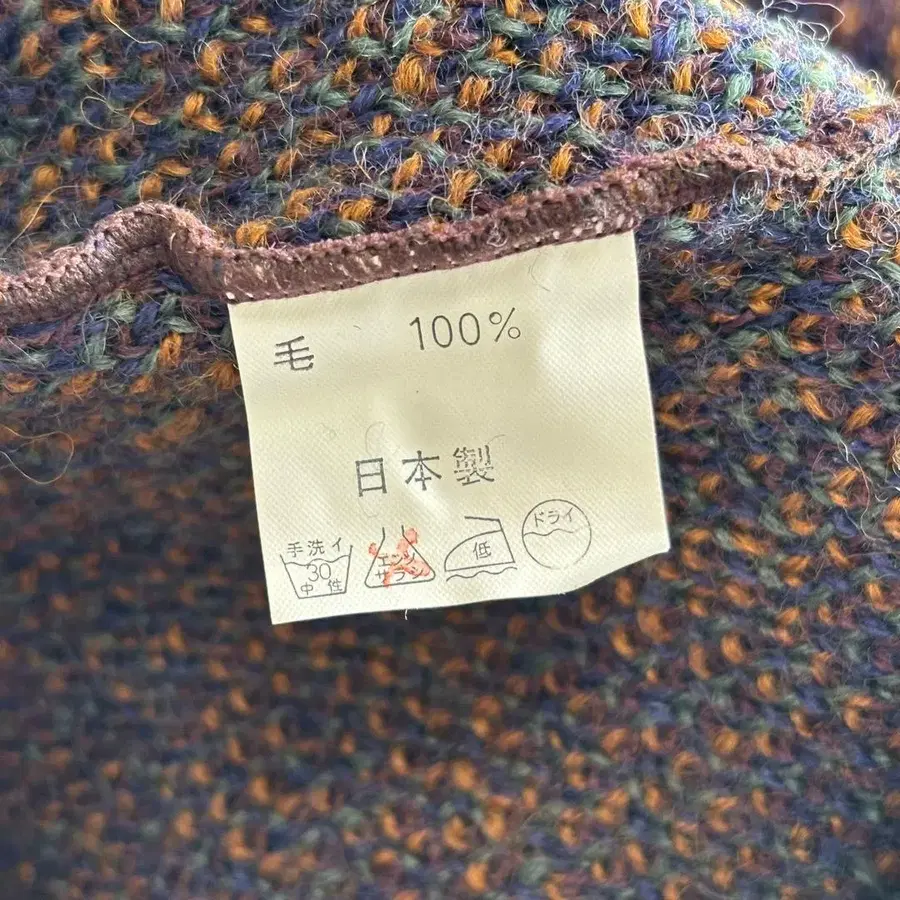 毛 100%
日本製
手洗イ
30
中性
エンソ
サラシ
低
ドライ